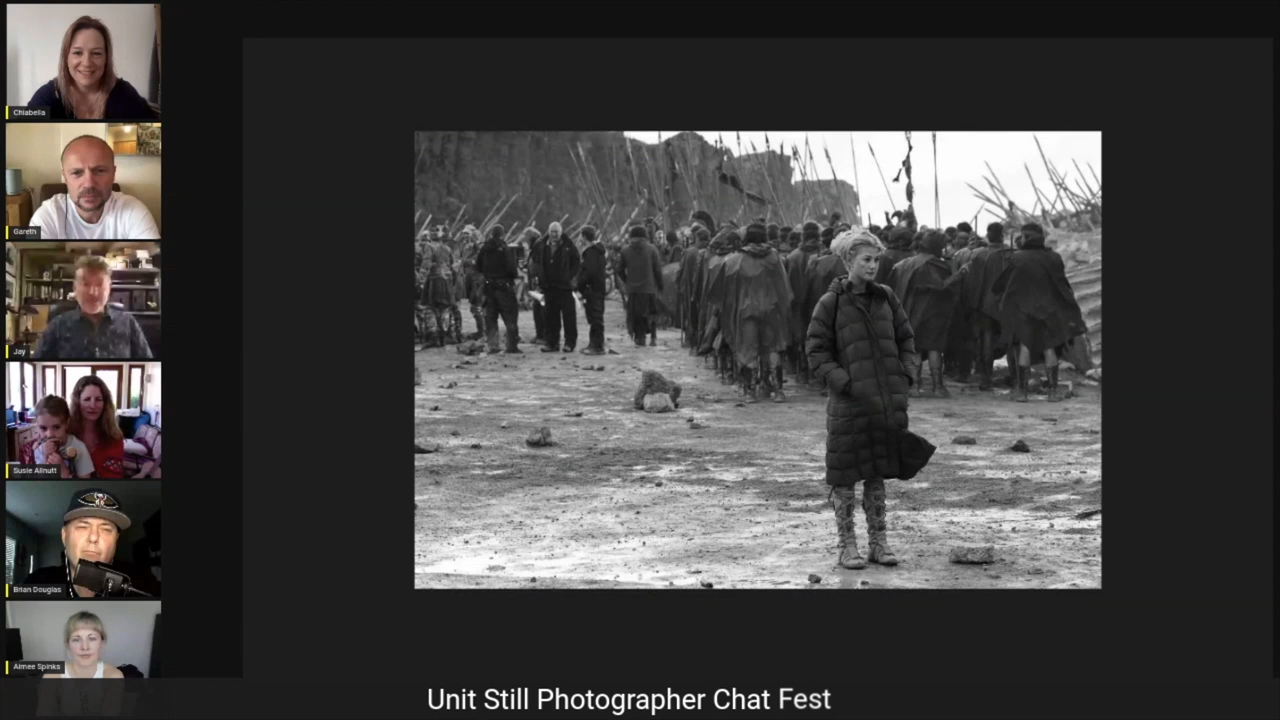 Chiabella
Gareth
Jay
Susie Allnutt
Brian Douglas
Aimee Spinks
Unit Still Photographer Chat Fest